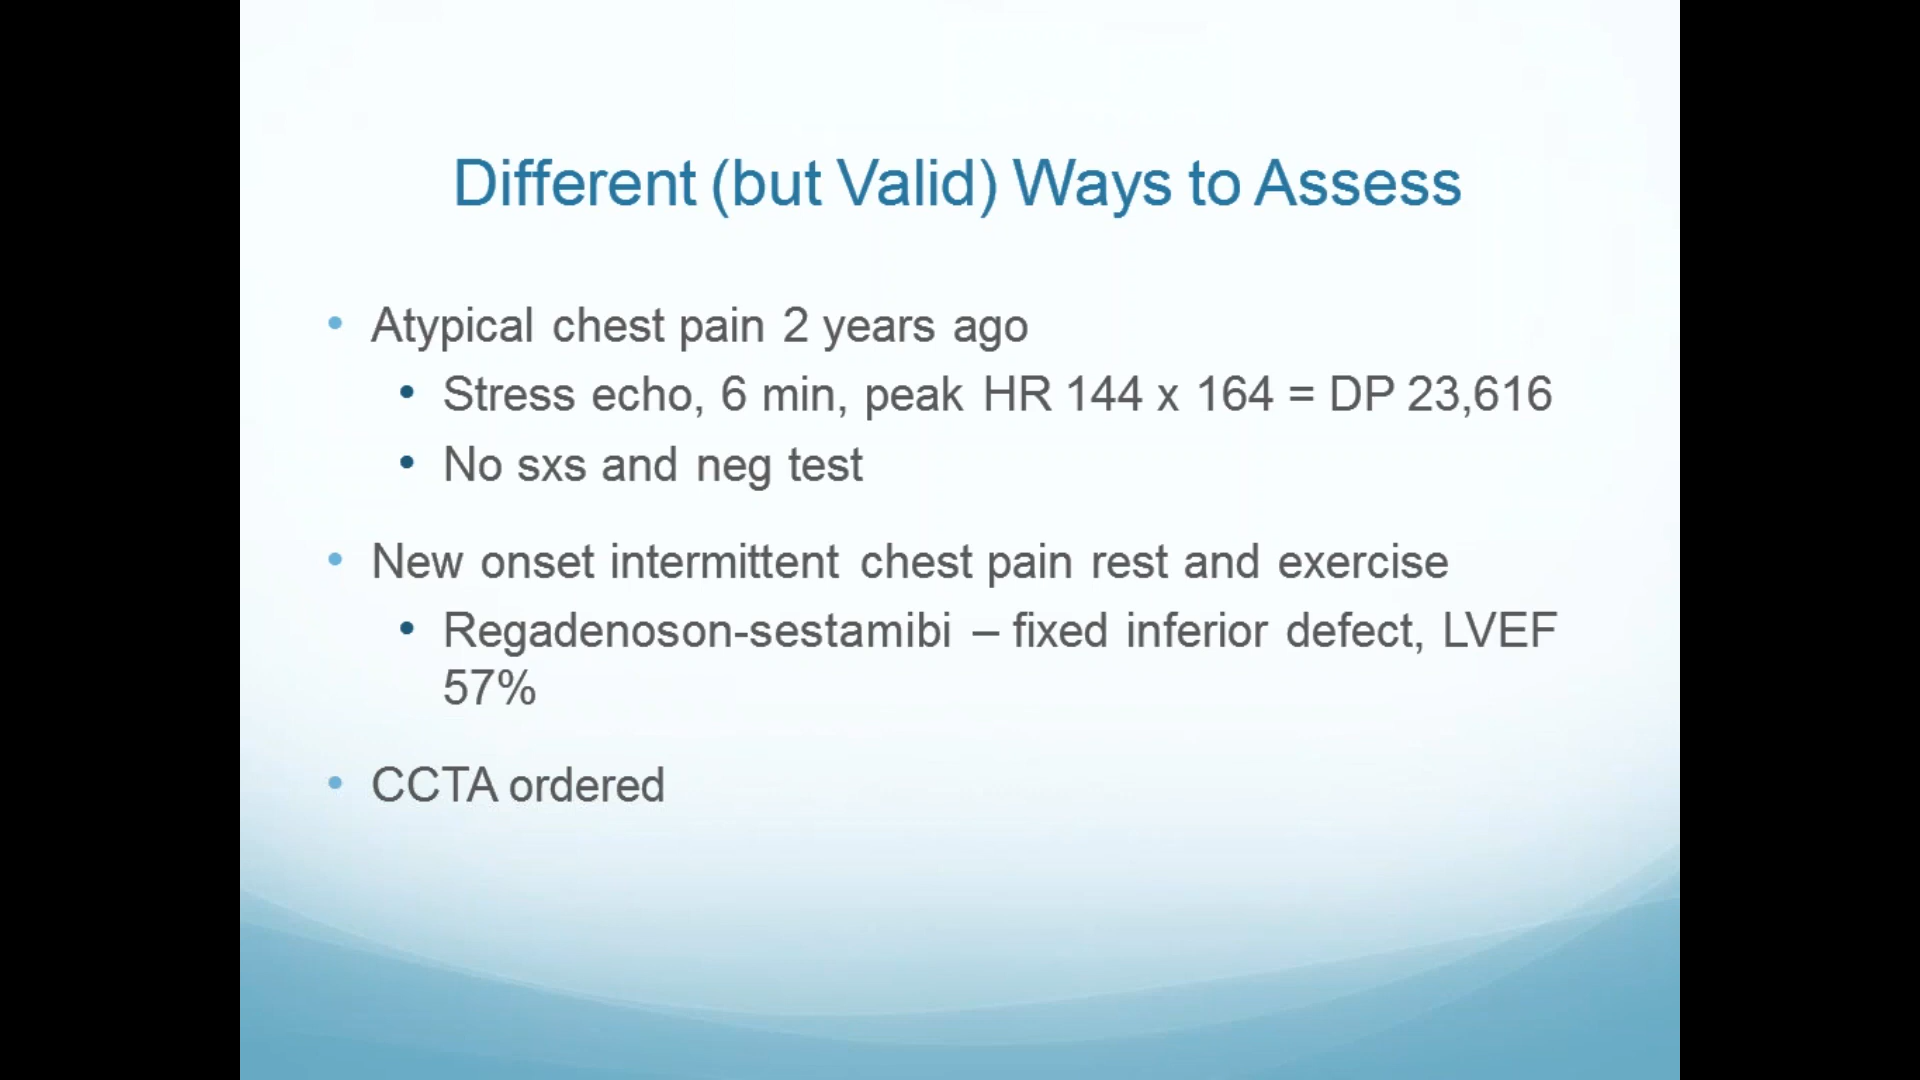 Different (but Valid) Ways to Assess
• Atypical chest pain 2 years ago
• Stress echo, 6 min, peak HR 144 x 164 = DP 23,616
• No sxs and neg test
• New onset intermittent chest pain rest and exercise
• Regadenoson-sestamibi – fixed inferior defect, LVEF
57%
• CCTA ordered